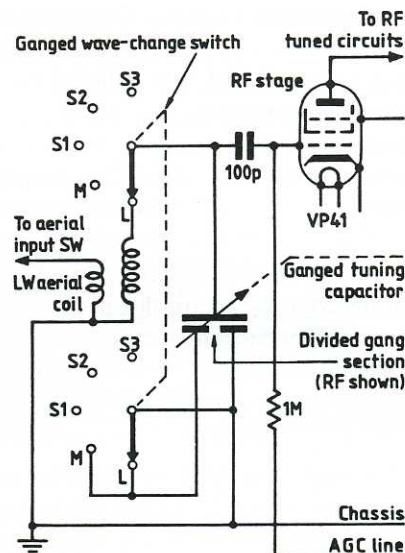 To RF
tuned circuits
Ganged wave-change switch
RF stage
S3
S2
S1
M
L
100p
VP41
To aerial
input SW
LW aerial
coil
Ganged tuning
capacitor
S3
S2
Divided gang
section
(RF shown)
S1
1M
M
L
Chassis
AGC line